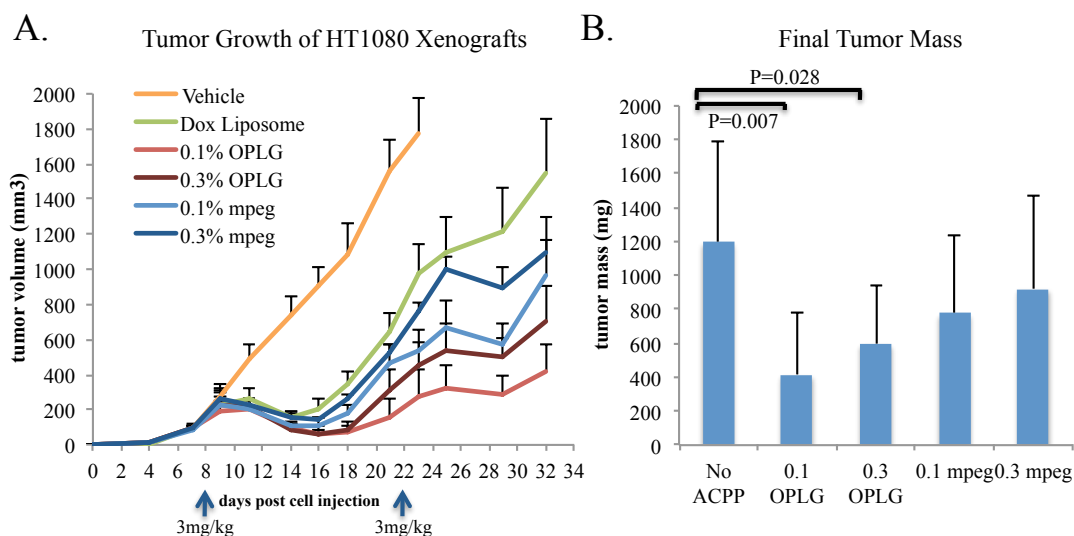 A.
Tumor Growth of HT1080 Xenografts
Vehicle
Dox Liposome
0.1% OPLG
0.3% OPLG
0.1% mpeg
0.3% mpeg
tumor volume (mm3)
2000
1800
1600
1400
1200
1000
800
600
400
200
0
0 2 4 6 8 10 12 14 16 18 20 22 24 26 28 30 32 34
days post cell injection
3mg/kg 3mg/kg
B.
Final Tumor Mass
P=0.028
P=0.007
tumor mass (mg)
2000
1800
1600
1400
1200
1000
800
600
400
200
0
No ACPP
0.1 OPLG
0.3 OPLG
0.1 mpeg
0.3 mpeg